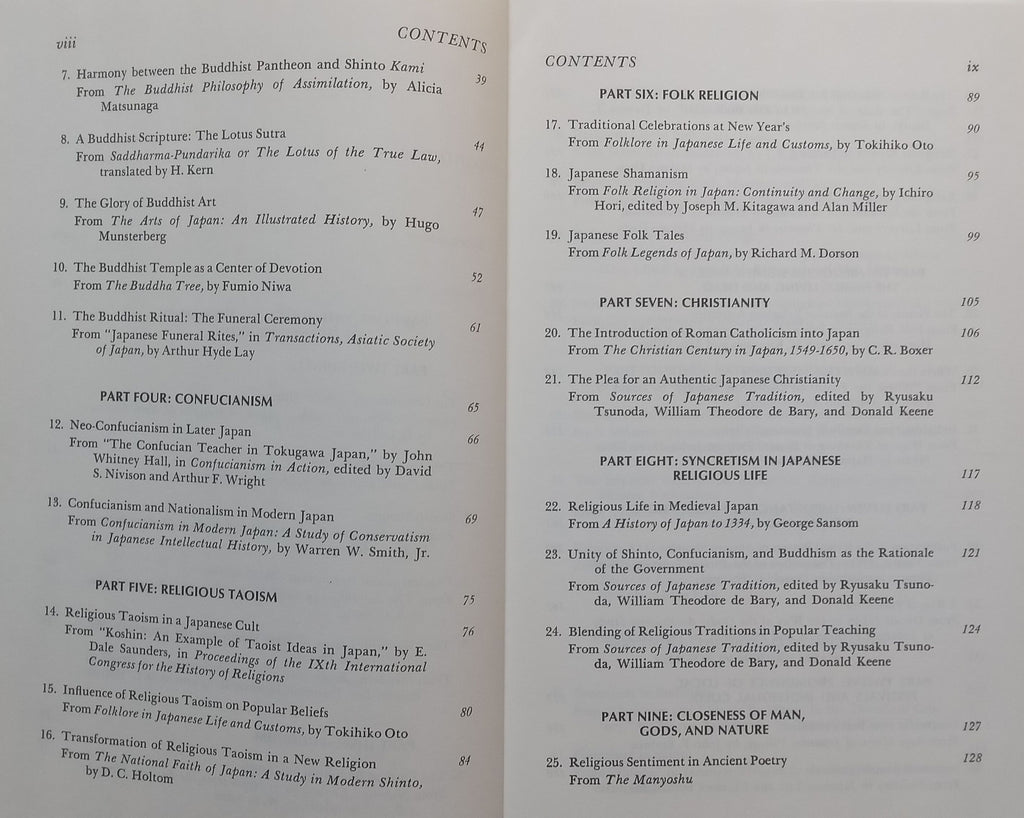 viii
CONTENTS
7. Harmony between the Buddhist Pantheon and Shinto Kami 39
From The Buddhist Philosophy of Assimilation, by Alicia
Matsunaga
8. A Buddhist Scripture: The Lotus Sutra 44
From Saddharma-Pundarika or The Lotus of the True Law,
translated by H. Kern
9. The Glory of Buddhist Art 47
From The Arts of Japan: An Illustrated History, by Hugo
Munsterberg
10. The Buddhist Temple as a Center of Devotion 52
From The Buddha Tree, by Fumio Niwa
11. The Buddhist Ritual: The Funeral Ceremony 61
From "Japanese Funeral Rites," in Transactions, Asiatic Society
of Japan, by Arthur Hyde Lay
PART FOUR: CONFUCIANISM 65
12. Neo-Confucianism in Later Japan 66
From "The Confucian Teacher in Tokugawa Japan," by John
Whitney Hall, in Confucianism in Action, edited by David
S. Nivison and Arthur F. Wright
13. Confucianism and Nationalism in Modern Japan 69
From Confucianism in Modern Japan: A Study of Conservatism
in Japanese Intellectual History, by Warren W. Smith, Jr.
PART FIVE: RELIGIOUS TAOISM 75
14. Religious Taoism in a Japanese Cult 76
From "Koshin: An Example of Taoist Ideas in Japan," by E.
Dale Saunders, in Proceedings of the IXth International
Congress for the History of Religions
15. Influence of Religious Taoism on Popular Beliefs 80
From Folklore in Japanese Life and Customs, by Tokihiko Oto
16. Transformation of Religious Taoism in a New Religion 84
From The National Faith of Japan: A Study in Modern Shinto,
by D. C. Holtom
CONTENTS
ix
PART SIX: FOLK RELIGION 89
17. Traditional Celebrations at New Year's 90
From Folklore in Japanese Life and Customs, by Tokihiko Oto
18. Japanese Shamanism 95
From Folk Religion in Japan: Continuity and Change, by Ichiro
Hori, edited by Joseph M. Kitagawa and Alan Miller
19. Japanese Folk Tales 99
From Folk Legends of Japan, by Richard M. Dorson
PART SEVEN: CHRISTIANITY 105
20. The Introduction of Roman Catholicism into Japan 106
From The Christian Century in Japan, 1549-1650, by C. R. Boxer
21. The Plea for an Authentic Japanese Christianity 112
From Sources of Japanese Tradition, edited by Ryusaku
Tsunoda, William Theodore de Bary, and Donald Keene
PART EIGHT: SYNCRETISM IN JAPANESE
RELIGIOUS LIFE 117
22. Religious Life in Medieval Japan 118
From A History of Japan to 1334, by George Sansom
23. Unity of Shinto, Confucianism, and Buddhism as the Rationale 121
of the Government
From Sources of Japanese Tradition, edited by Ryusaku Tsuno-
da, William Theodore de Bary, and Donald Keene
24. Blending of Religious Traditions in Popular Teaching 124
From Sources of Japanese Tradition, edited by Ryusaku Tsuno-
da, William Theodore de Bary, and Donald Keene
PART NINE: CLOSENESS OF MAN,
GODS, AND NATURE 127
25. Religious Sentiment in Ancient Poetry 128
From The Manyoshu